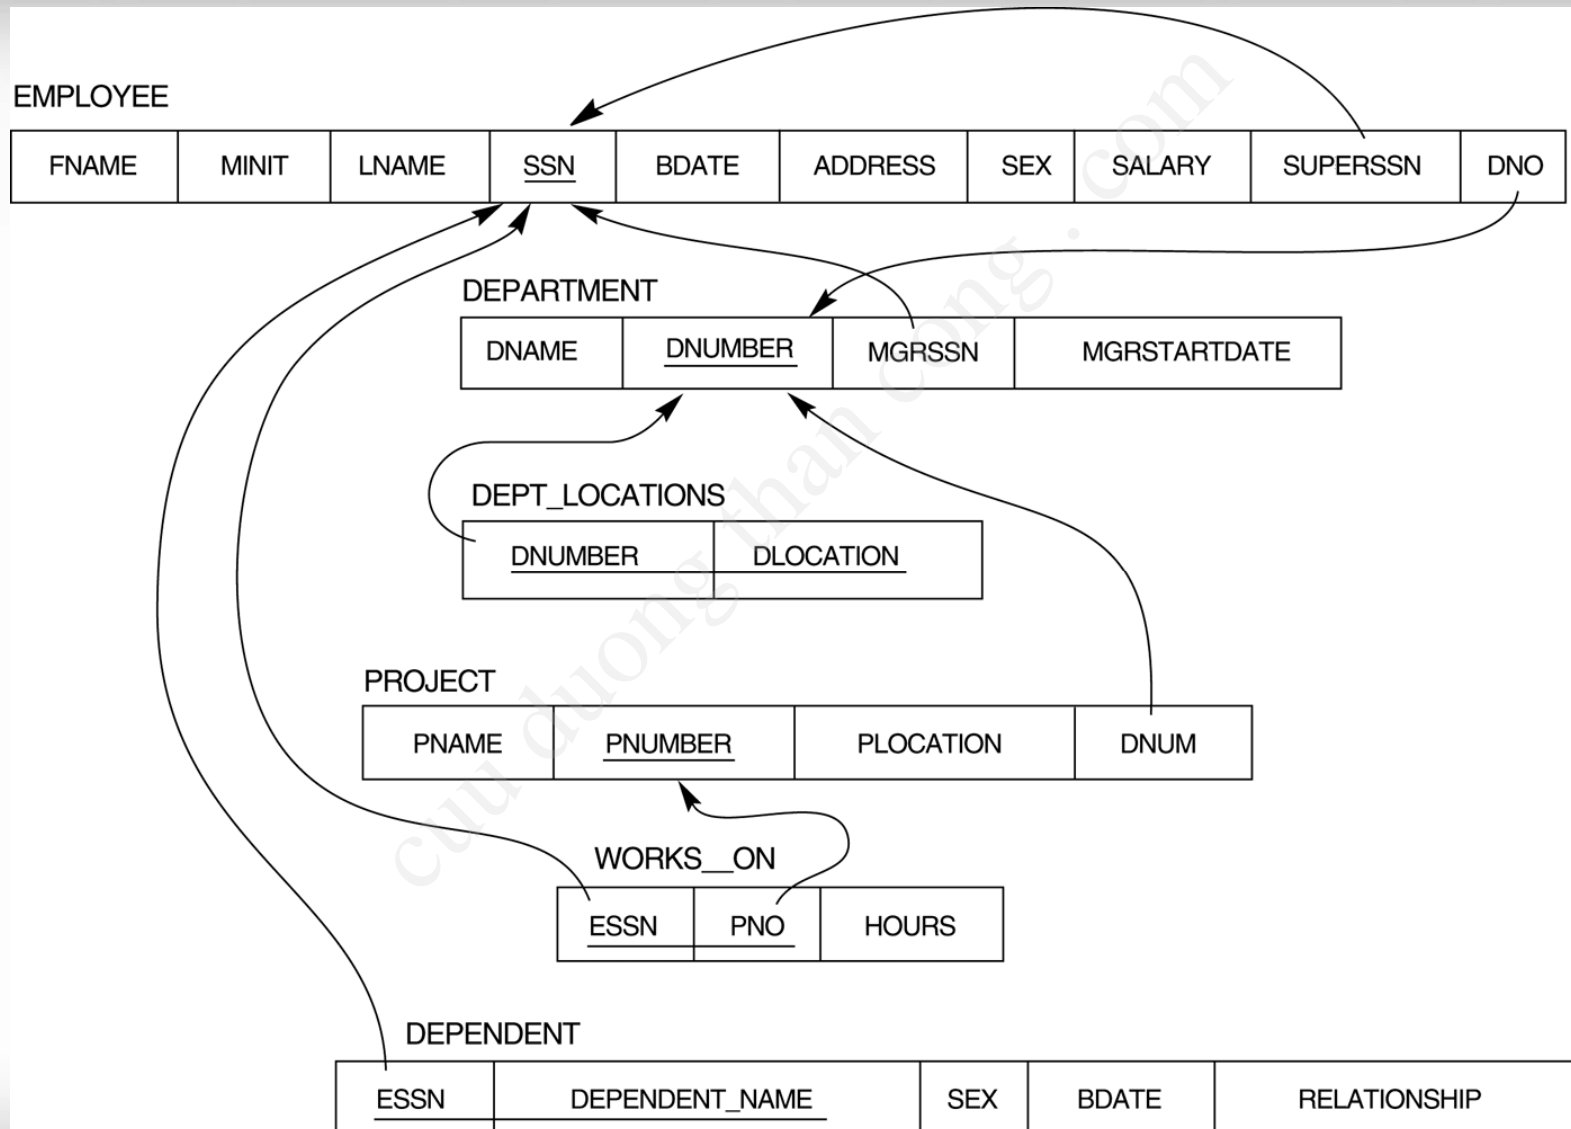 EMPLOYEE
FNAME MINIT LNAME SSN BDATE ADDRESS SEX SALARY SUPERSSN DNO
DEPARTMENT
DNAME DNUMBER MGRSSN MGRSTARTDATE
DEPT_LOCATIONS
DNUMBER DLOCATION
PROJECT
PNAME PNUMBER PLOCATION DNUM
WORKS__ON
ESSN PNO HOURS
DEPENDENT
ESSN DEPENDENT_NAME SEX BDATE RELATIONSHIP
cuu duong than cong . com